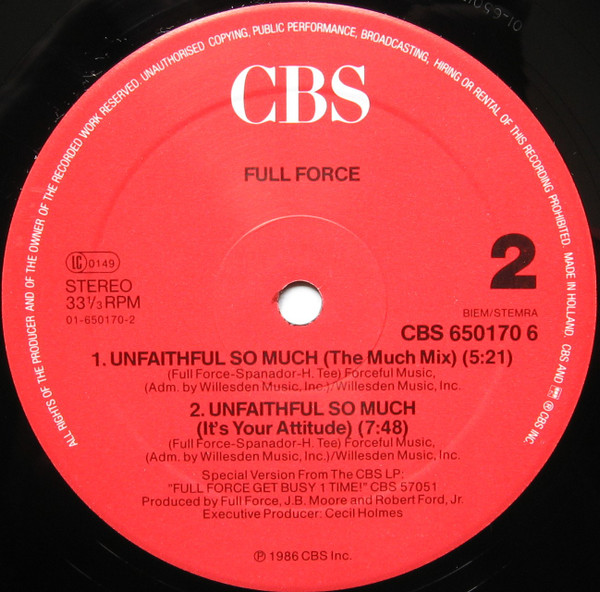 ALL RIGHTS OF THE PRODUCER AND OF THE OWNER OF THE RECORDED WORK RESERVED. UNAUTHORISED COPYING, PUBLIC PERFORMANCE, BROADCASTING, HIRING OR RENTAL OF THIS RECORDING PROHIBITED. MADE IN HOLLAND. CBS AND ℗ CBS INC.
CBS
FULL FORCE
LC 0149
STEREO
33 1/3 RPM
01-650170-2
2
BIEM/STEMRA
CBS 650170 6
1. UNFAITHFUL SO MUCH (The Much Mix) (5:21)
(Full Force-Spanador-H. Tee) Forceful Music,
(Adm. by Willesden Music, Inc.)/Willesden Music, Inc.
2. UNFAITHFUL SO MUCH
(It's Your Attitude) (7:48)
(Full Force-Spanador-H. Tee) Forceful Music,
(Adm. by Willesden Music, Inc.)/Willesden Music, Inc.
Special Version From The CBS LP:
"FULL FORCE GET BUSY 1 TIME!" CBS 57051
Produced by Full Force, J.B. Moore and Robert Ford, Jr.
Executive Producer: Cecil Holmes
℗ 1986 CBS Inc.